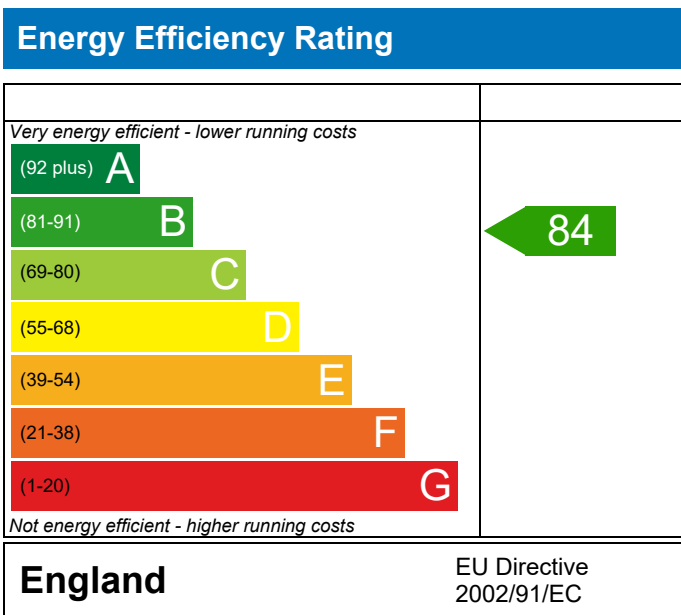 Energy Efficiency Rating
Very energy efficient - lower running costs
(92 plus) A
(81-91) B
84
(69-80) C
(55-68) D
(39-54) E
(21-38) F
(1-20) G
Not energy efficient - higher running costs
England
EU Directive
2002/91/EC